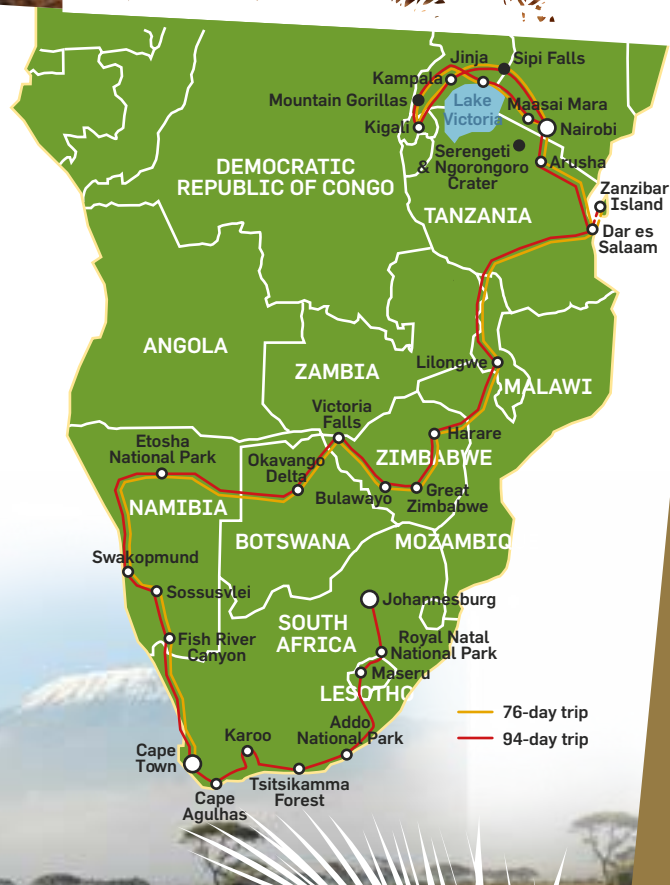 Jinja
Sipi Falls
Kampala
Mountain Gorillas
Lake
Victoria
Maasai Mara
Kigali
Nairobi
Serengeti
& Ngorongoro
Crater
Arusha
DEMOCRATIC
REPUBLIC OF CONGO
Zanzibar
Island
TANZANIA
Dar es
Salaam
ANGOLA
ZAMBIA
Lilongwe
MALAWI
Victoria
Falls
Harare
Etosha
National Park
Okavango
Delta
ZIMBABWE
Bulawayo
Great
Zimbabwe
NAMIBIA
BOTSWANA
MOZAMBIQ
Swakopmund
Sossusvlei
Johannesburg
SOUTH
AFRICA
Fish River
Canyon
Royal Natal
National Park
Maseru
LESOTHO
76-day trip
94-day trip
Addo
National Park
Karoo
Cape
Town
Tsitsikamma
Forest
Cape
Agulhas